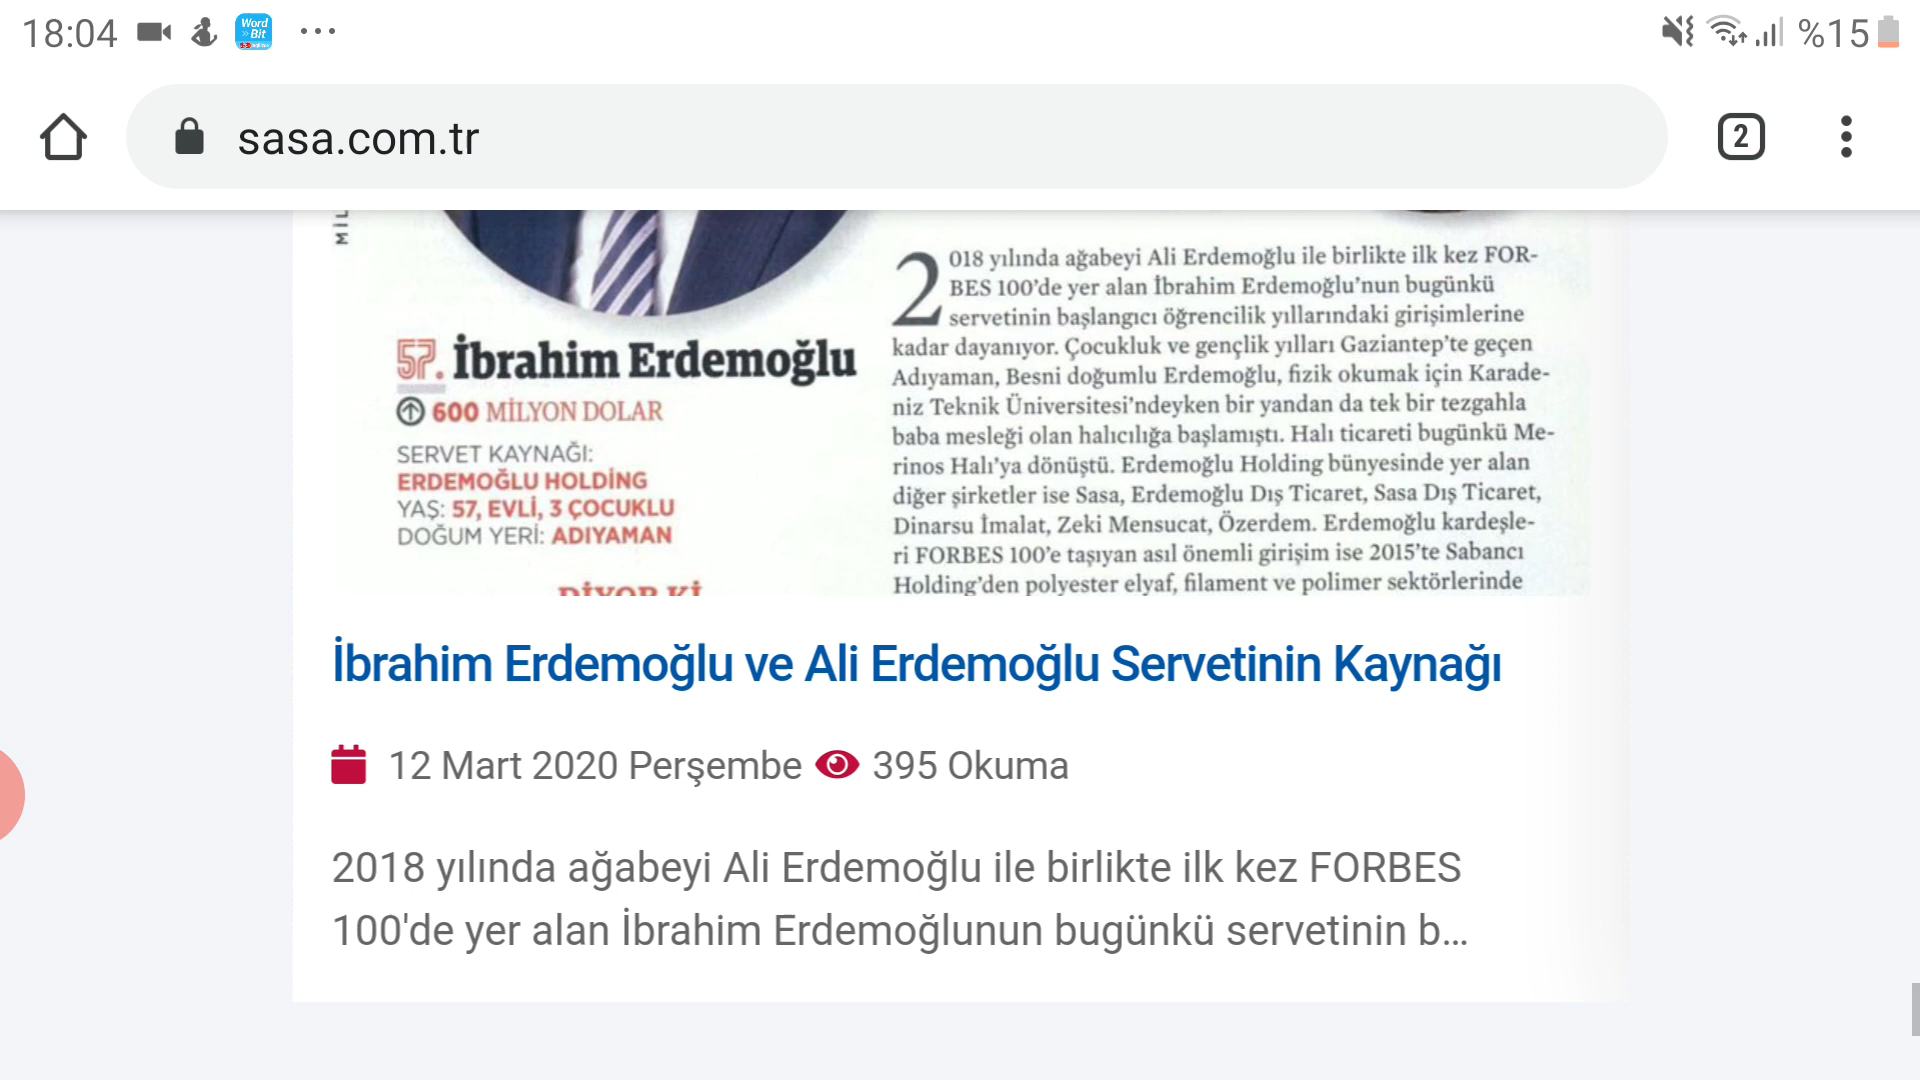 18:04
Word
Bit
%15
sasa.com.tr
2
MİL
57. İbrahim Erdemoğlu
600 MİLYON DOLAR
SERVET KAYNAĞI:
ERDEMOĞLU HOLDİNG
YAŞ: 57, EVLİ, 3 ÇOCUKLU
DOĞUM YERİ: ADIYAMAN
DİYOR Kİ
2018 yılında ağabeyi Ali Erdemoğlu ile birlikte ilk kez FOR-
BES 100’de yer alan İbrahim Erdemoğlu’nun bugünkü
servetinin başlangıcı öğrencilik yıllarındaki girişimlerine
kadar dayanıyor. Çocukluk ve gençlik yılları Gaziantep’te geçen
Adıyaman, Besni doğumlu Erdemoğlu, fizik okumak için Karade-
niz Teknik Üniversitesi’ndeyken bir yandan da tek bir tezgahla
baba mesleği olan halıcılığa başlamıştı. Halı ticareti bugünkü Me-
rinos Halı’ya dönüştü. Erdemoğlu Holding bünyesinde yer alan
diğer şirketler ise Sasa, Erdemoğlu Dış Ticaret, Sasa Dış Ticaret,
Dinarsu İmalat, Zeki Mensucat, Özerdem. Erdemoğlu kardeşle-
ri FORBES 100’e taşıyan asıl önemli girişim ise 2015’te Sabancı
Holding’den polyester elyaf, filament ve polimer sektörlerinde
İbrahim Erdemoğlu ve Ali Erdemoğlu Servetinin Kaynağı
12 Mart 2020 Perşembe 395 Okuma
2018 yılında ağabeyi Ali Erdemoğlu ile birlikte ilk kez FORBES
100'de yer alan İbrahim Erdemoğlunun bugünkü servetinin b...